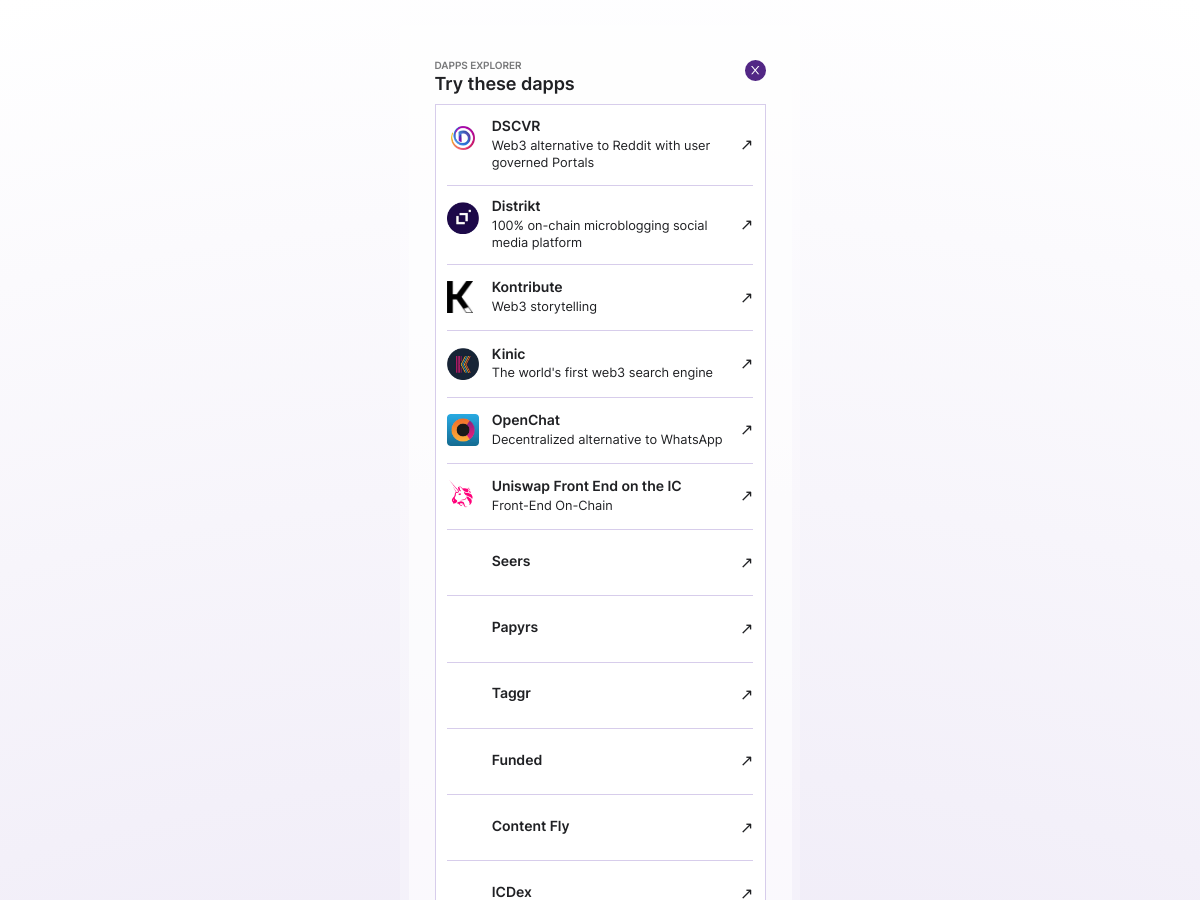 DAPPS EXPLORER
Try these dapps
X
DSCVR
Web3 alternative to Reddit with user
governed Portals
Distrikt
100% on-chain microblogging social
media platform
Kontribute
Web3 storytelling
Kinic
The world's first web3 search engine
OpenChat
Decentralized alternative to WhatsApp
Uniswap Front End on the IC
Front-End On-Chain
Seers
Papyrs
Taggr
Funded
Content Fly
ICDex